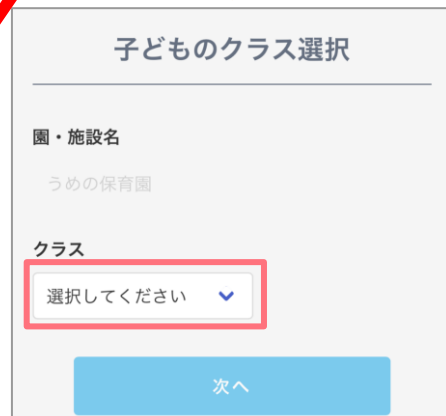 子どものクラス選択
園・施設名
うめの保育園
クラス
選択してください
次へ